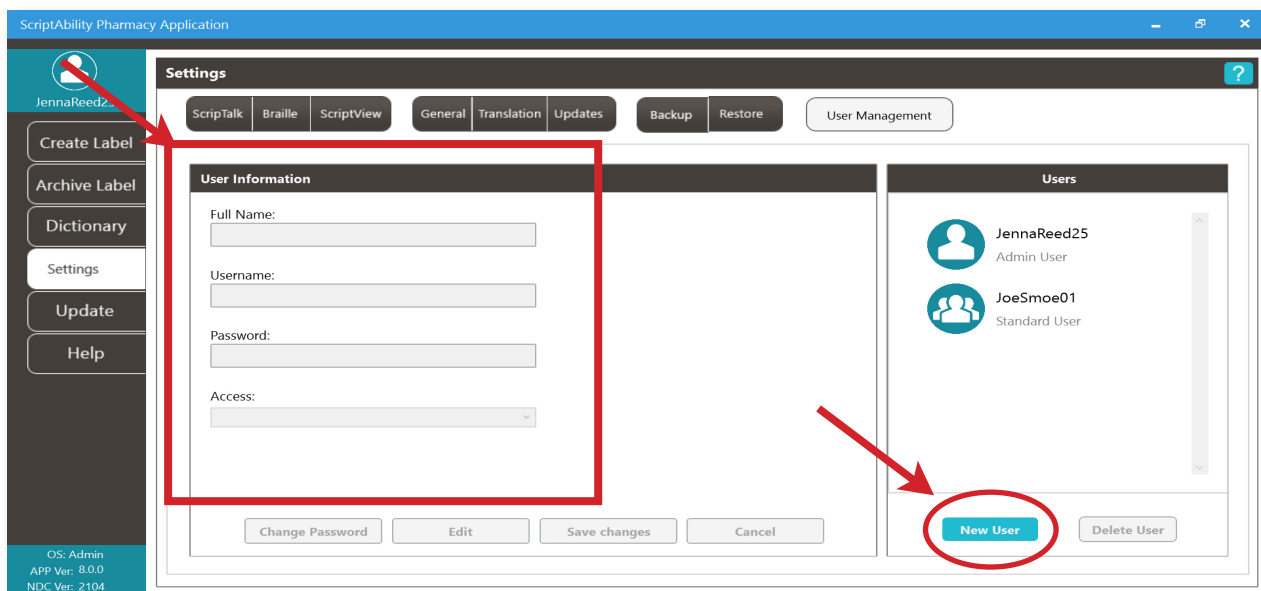 ScriptAbility Pharmacy Application
JennaReed25
Create Label
Archive Label
Dictionary
Settings
Update
Help
OS: Admin
APP Ver: 8.0.0
NDC Ver: 2104
Settings
?
ScripTalk Braille ScriptView General Translation Updates Backup Restore User Management
User Information
Full Name:
Username:
Password:
Access:
Change Password Edit Save changes Cancel
Users
JennaReed25
Admin User
JoeSmoe01
Standard User
New User Delete User